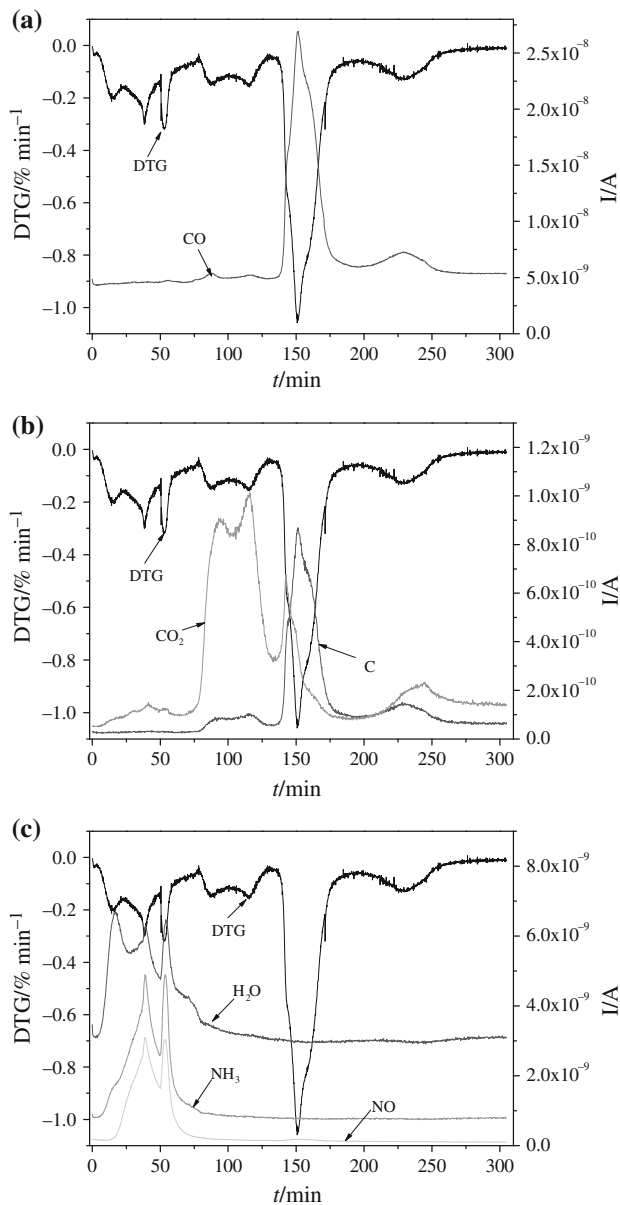 (a)
0.0
−0.2
−0.4
−0.6
−0.8
−1.0
DTG/% min⁻¹
DTG
CO
2.5x10⁻⁸
2.0x10⁻⁸
1.5x10⁻⁸
1.0x10⁻⁸
5.0x10⁻⁹
0.0
I/A
0 50 100 150 200 250 300
t/min
(b)
0.0
−0.2
−0.4
−0.6
−0.8
−1.0
DTG/% min⁻¹
DTG
CO₂
C
1.2x10⁻⁹
1.0x10⁻⁹
8.0x10⁻¹⁰
6.0x10⁻¹⁰
4.0x10⁻¹⁰
2.0x10⁻¹⁰
0.0
I/A
0 50 100 150 200 250 300
t/min
(c)
0.0
−0.2
−0.4
−0.6
−0.8
−1.0
DTG/% min⁻¹
DTG
H₂O
NH₃
NO
8.0x10⁻⁹
6.0x10⁻⁹
4.0x10⁻⁹
2.0x10⁻⁹
0.0
I/A
0 50 100 150 200 250 300
t/min